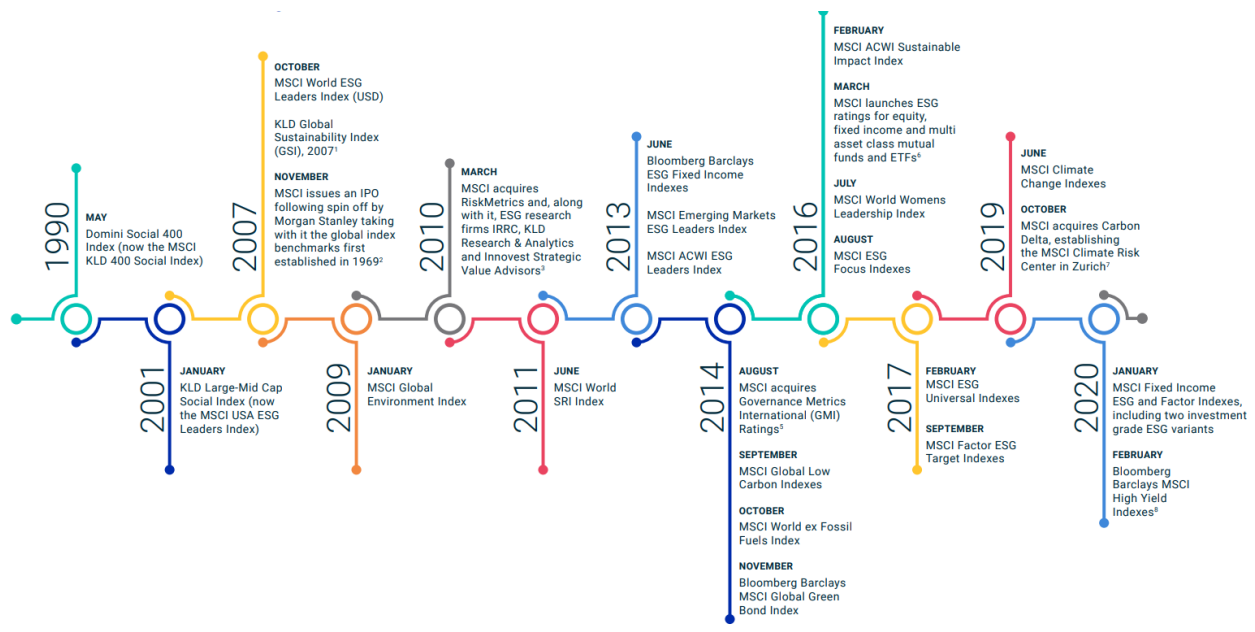 1990
MAY
Domini Social 400
Index (now the MSCI
KLD 400 Social Index)
2001
JANUARY
KLD Large-Mid Cap
Social Index (now
the MSCI USA ESG
Leaders Index)
2007
OCTOBER
MSCI World ESG
Leaders Index (USD)
KLD Global
Sustainability Index
(GSI), 2007¹
NOVEMBER
MSCI issues an IPO
following spin off by
Morgan Stanley taking
with it the global index
benchmarks first
established in 1969²
2009
JANUARY
MSCI Global
Environment Index
2010
MARCH
MSCI acquires
RiskMetrics and, along
with it, ESG research
firms IRRC, KLD
Research & Analytics
and Innovest Strategic
Value Advisors³
2011
JUNE
MSCI World
SRI Index
2013
JUNE
Bloomberg Barclays
ESG Fixed Income
Indexes
MSCI Emerging Markets
ESG Leaders Index
MSCI ACWI ESG
Leaders Index
2014
AUGUST
MSCI acquires
Governance Metrics
International (GMI)
Ratings⁵
SEPTEMBER
MSCI Global Low
Carbon Indexes
OCTOBER
MSCI World ex Fossil
Fuels Index
NOVEMBER
Bloomberg Barclays
MSCI Global Green
Bond Index
2016
FEBRUARY
MSCI ACWI Sustainable
Impact Index
MARCH
MSCI launches ESG
ratings for equity,
fixed income and multi
asset class mutual
funds and ETFs⁶
JULY
MSCI World Womens
Leadership Index
AUGUST
MSCI ESG
Focus Indexes
2017
FEBRUARY
MSCI ESG
Universal Indexes
SEPTEMBER
MSCI Factor ESG
Target Indexes
2019
JUNE
MSCI Climate
Change Indexes
OCTOBER
MSCI acquires Carbon
Delta, establishing
the MSCI Climate Risk
Center in Zurich⁷
2020
JANUARY
MSCI Fixed Income
ESG and Factor Indexes,
including two investment
grade ESG variants
FEBRUARY
Bloomberg
Barclays MSCI
High Yield
Indexes⁸